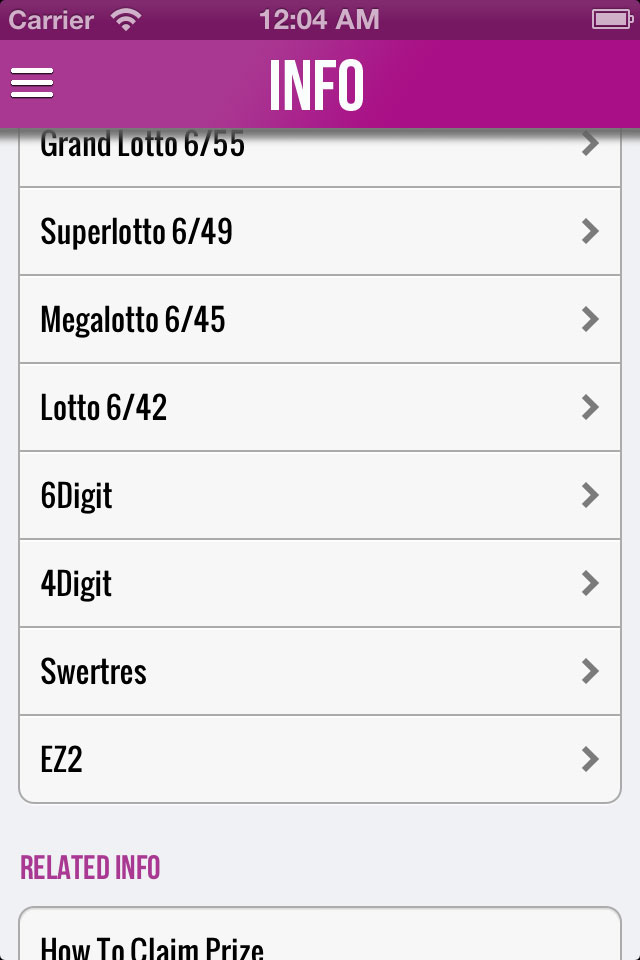 Carrier 12:04 AM
INFO
Grand Lotto 6/55
Superlotto 6/49
Megalotto 6/45
Lotto 6/42
6Digit
4Digit
Swertres
EZ2
RELATED INFO
How To Claim Prize